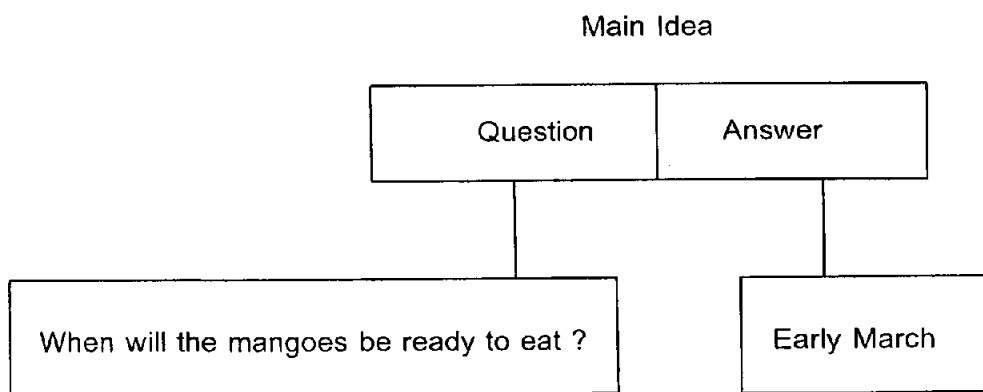 Main Idea
Question Answer
When will the mangoes be ready to eat ?
Early March